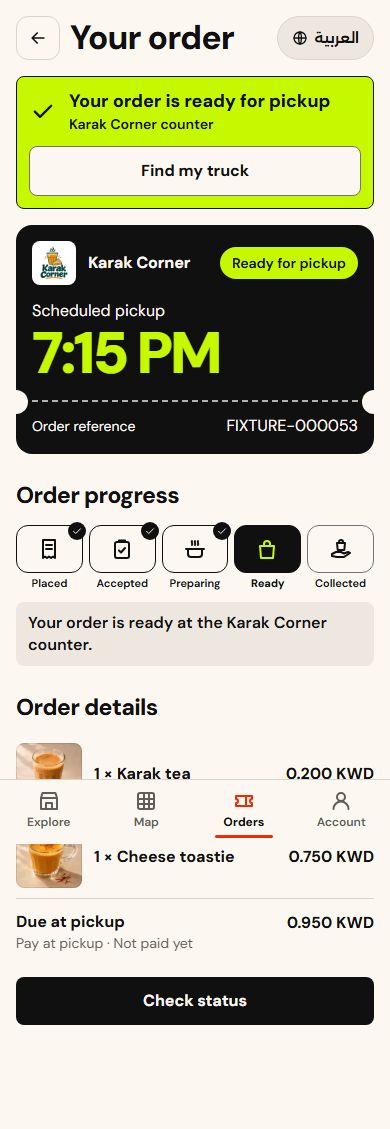 Your order
العربية
Your order is ready for pickup
Karak Corner counter
Find my truck
Karak Corner
Karak Corner
Ready for pickup
Scheduled pickup
7:15 PM
Order reference
FIXTURE-000053
Order progress
Placed
Accepted
Preparing
Ready
Collected
Your order is ready at the Karak Corner
counter.
Order details
1 × Karak tea
0.200 KWD
Explore
Map
Orders
Account
1 × Cheese toastie
0.750 KWD
Due at pickup
0.950 KWD
Pay at pickup · Not paid yet
Check status